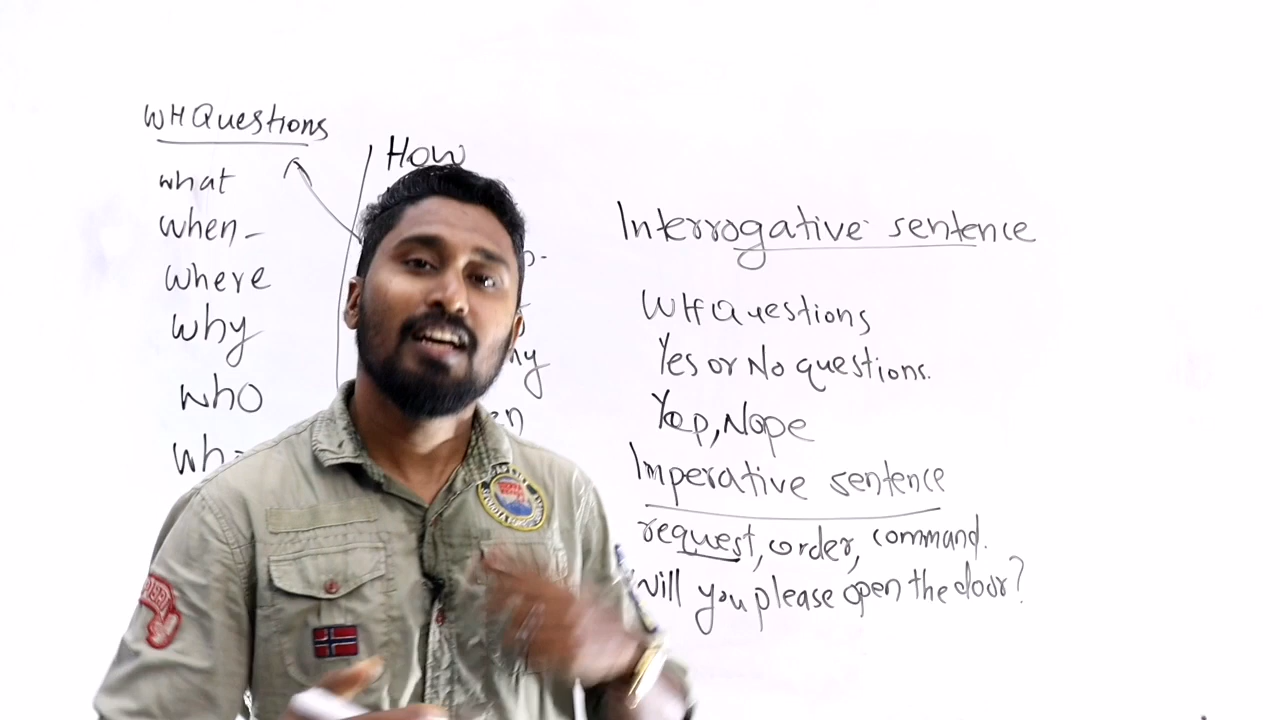 WH Questions
what
when -
where
why
who
How
Interrogative sentence
WH Questions
Yes or No questions.
Yep, Nope
Imperative sentence
request, order, command.
Will you please open the door?